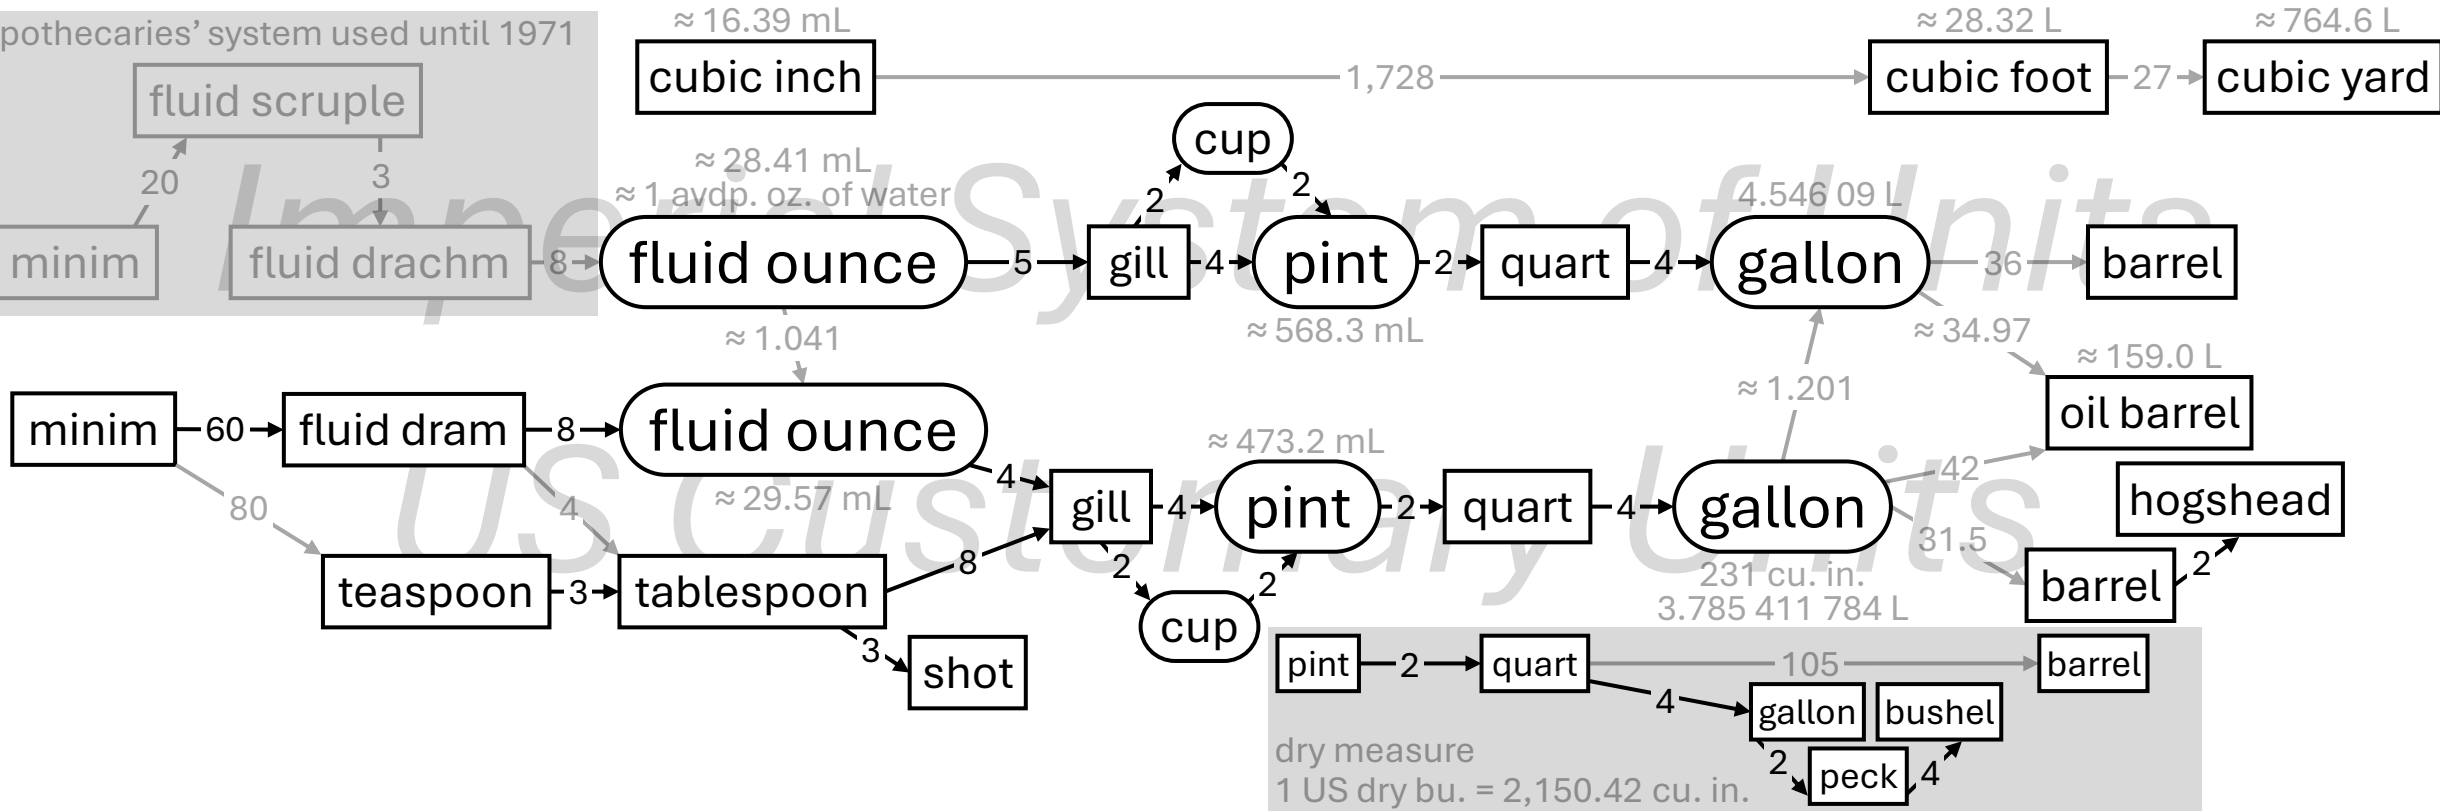 ≈ 16.39 mL
≈ 28.32 L
≈ 764.6 L
pothecaries' system used until 1971
cubic inch
1,728
cubic foot
27
cubic yard
fluid scruple
cup
20
3
≈ 28.41 mL
≈ 1 avdp. oz. of water
2
2
4.546 09 L
Imperial System of Units
minim
fluid drachm
8
fluid ounce
5
gill
4
pint
2
quart
4
gallon
36
barrel
≈ 1.041
≈ 568.3 mL
≈ 34.97
≈ 159.0 L
≈ 1.201
minim
60
fluid dram
8
fluid ounce
oil barrel
≈ 473.2 mL
US Customary Units
80
4
≈ 29.57 mL
4
gill
4
pint
2
quart
4
gallon
42
hogshead
31.5
8
2
2
231 cu. in.
3.785 411 784 L
barrel
2
teaspoon
3
tablespoon
cup
3
shot
pint
2
quart
105
barrel
4
gallon
bushel
dry measure
2
peck
4
1 US dry bu. = 2,150.42 cu. in.